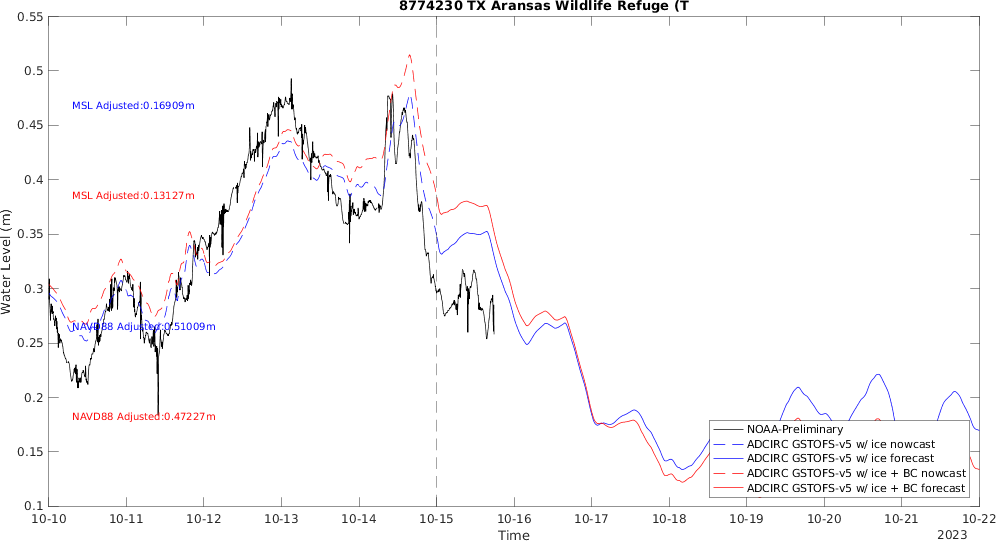 8774230 TX Aransas Wildlife Refuge (T
0.55
0.5
0.45
0.4
0.35
0.3
0.25
0.2
0.15
0.1
Water Level (m)
MSL Adjusted:0.16909m
MSL Adjusted:0.13127m
NAVD88 Adjusted:0.51009m
NAVD88 Adjusted:0.47227m
NOAA-Preliminary
ADCIRC GSTOFS-v5 w/ ice nowcast
ADCIRC GSTOFS-v5 w/ ice forecast
ADCIRC GSTOFS-v5 w/ ice + BC nowcast
ADCIRC GSTOFS-v5 w/ ice + BC forecast
10-10 10-11 10-12 10-13 10-14 10-15 10-16 10-17 10-18 10-19 10-20 10-21 10-22
Time
2023